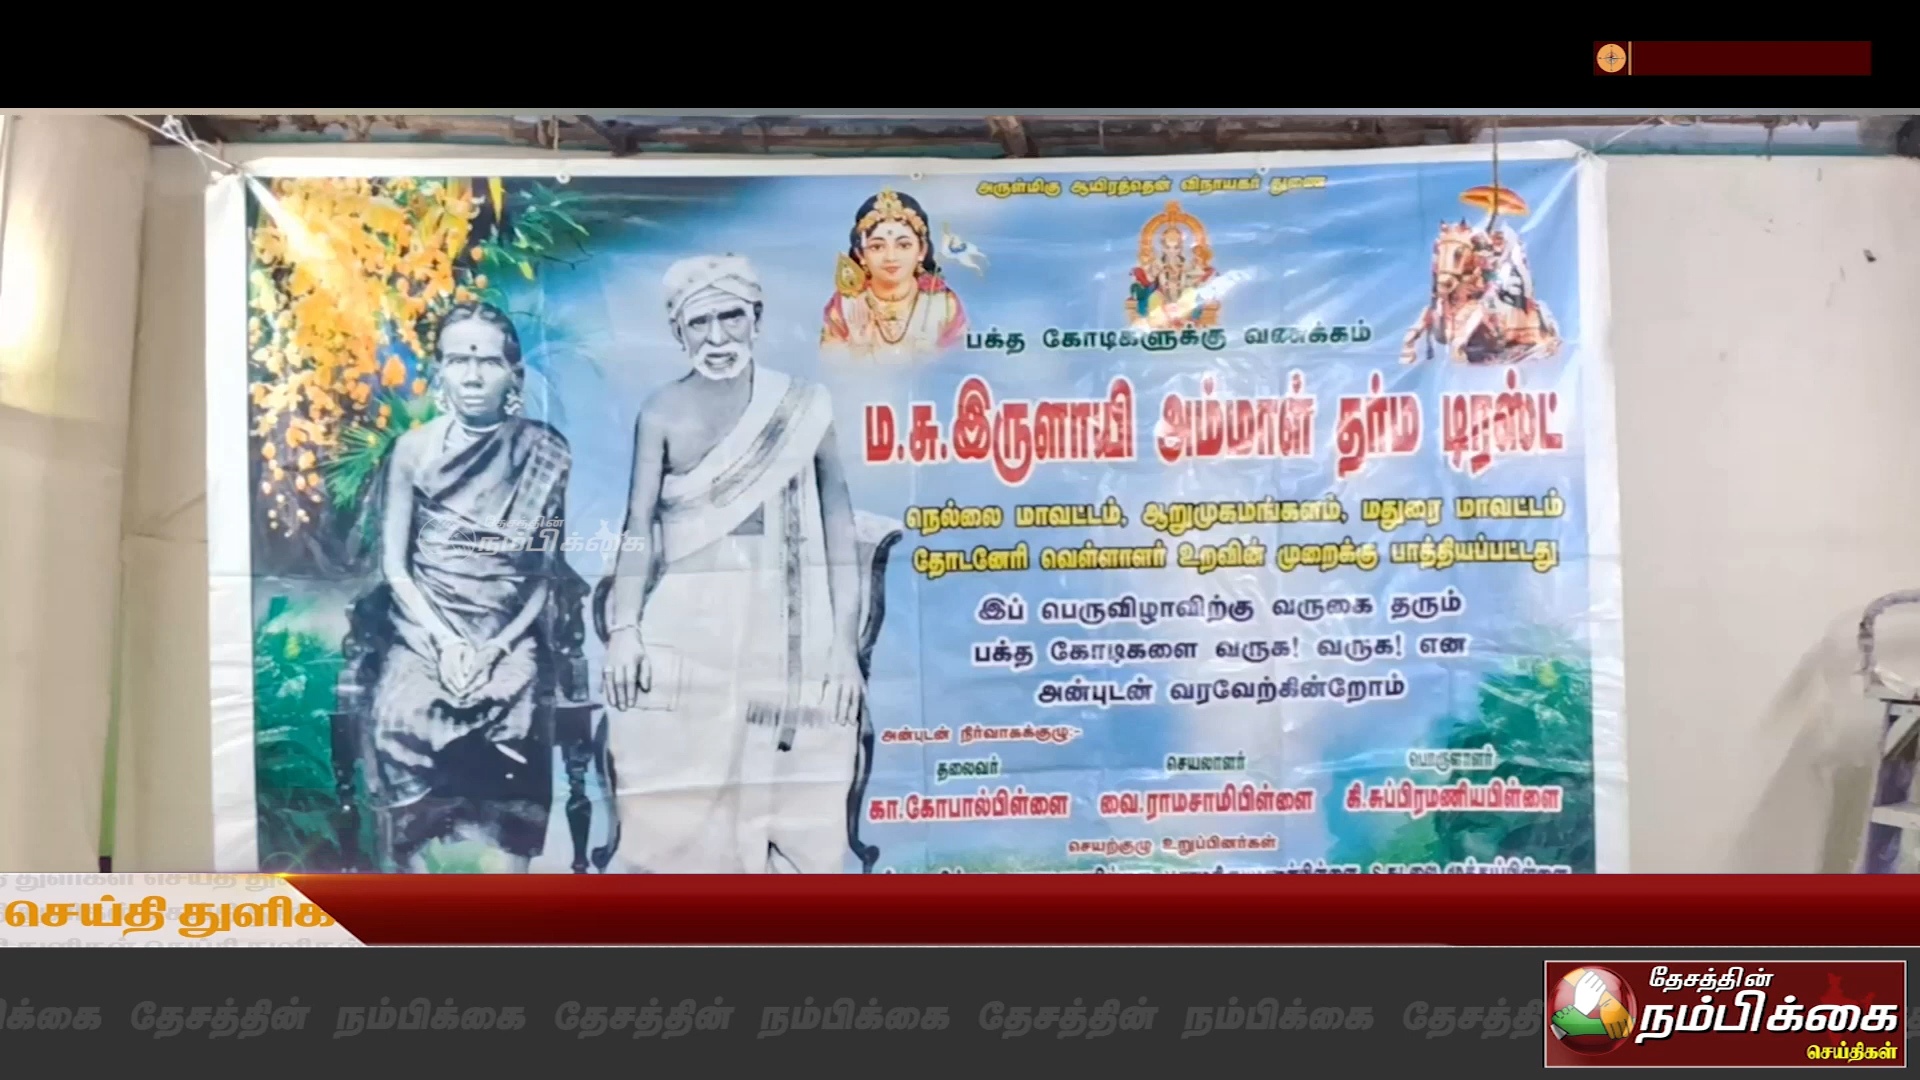 அருள்மிகு ஆயிரத்தென் விநாயகர் துணை
பக்த கோடிகளுக்கு வணக்கம்
ம.சு.இருளாயி அம்மாள் தர்ம டிரஸ்ட்
நெல்லை மாவட்டம், ஆறுமுகமங்களம், மதுரை மாவட்டம்
தோடனேரி வெள்ளாளர் உறவின் முறைக்கு பாத்தியப்பட்டது
இப் பெருவிழாவிற்கு வருகை தரும்
பக்த கோடிகளை வருக! வருக! என
அன்புடன் வரவேற்கின்றோம்
அன்புடன் நிர்வாகக்குழு:-
தலைவர் செயலாளர் பொருளாளர்
கா.கோபால்பிள்ளை வை.ராமசாமிபிள்ளை கி.சுப்பிரமணியபிள்ளை
செயற்குழு உறுப்பினர்கள்
தேசத்தின்
நம்பிக்கை
செய்தி துளிக
தேசத்தின் நம்பிக்கை தேசத்தின் நம்பிக்கை தேசத்தின் நம்பிக்கை
தேசத்தின்
நம்பிக்கை
செய்திகள்